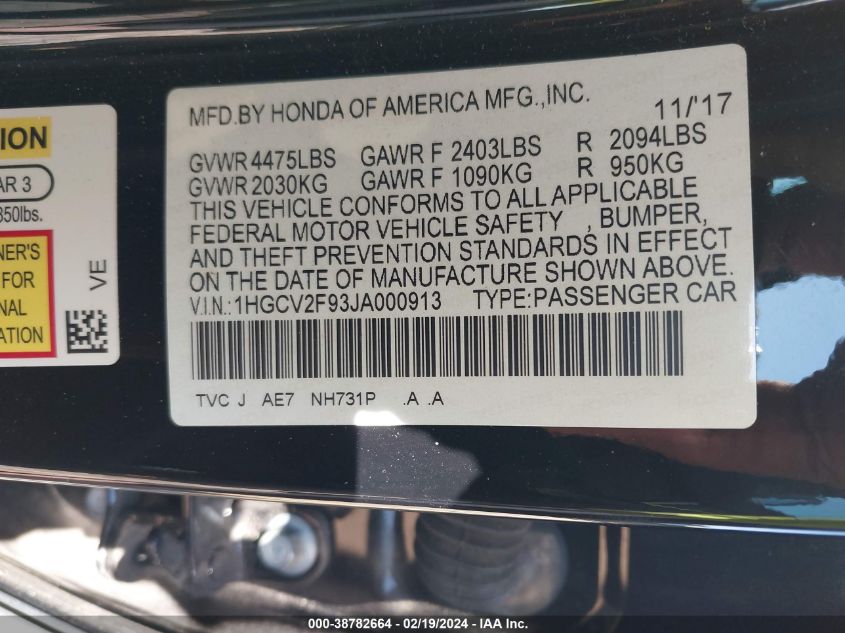 ION
AR 3
850lbs.
NER'S
FOR
NAL
ATION
VE
MFD.BY HONDA OF AMERICA MFG.,INC. 11/'17
GVWR 4475LBS GAWR F 2403LBS R 2094LBS
GVWR 2030KG GAWR F 1090KG R 950KG
THIS VEHICLE CONFORMS TO ALL APPLICABLE
FEDERAL MOTOR VEHICLE SAFETY , BUMPER,
AND THEFT PREVENTION STANDARDS IN EFFECT
ON THE DATE OF MANUFACTURE SHOWN ABOVE.
V.I.N.:1HGCV2F93JA000913 TYPE:PASSENGER CAR
TVC J AE7 NH731P .A .A
000-38782664 - 02/19/2024 - IAA Inc.